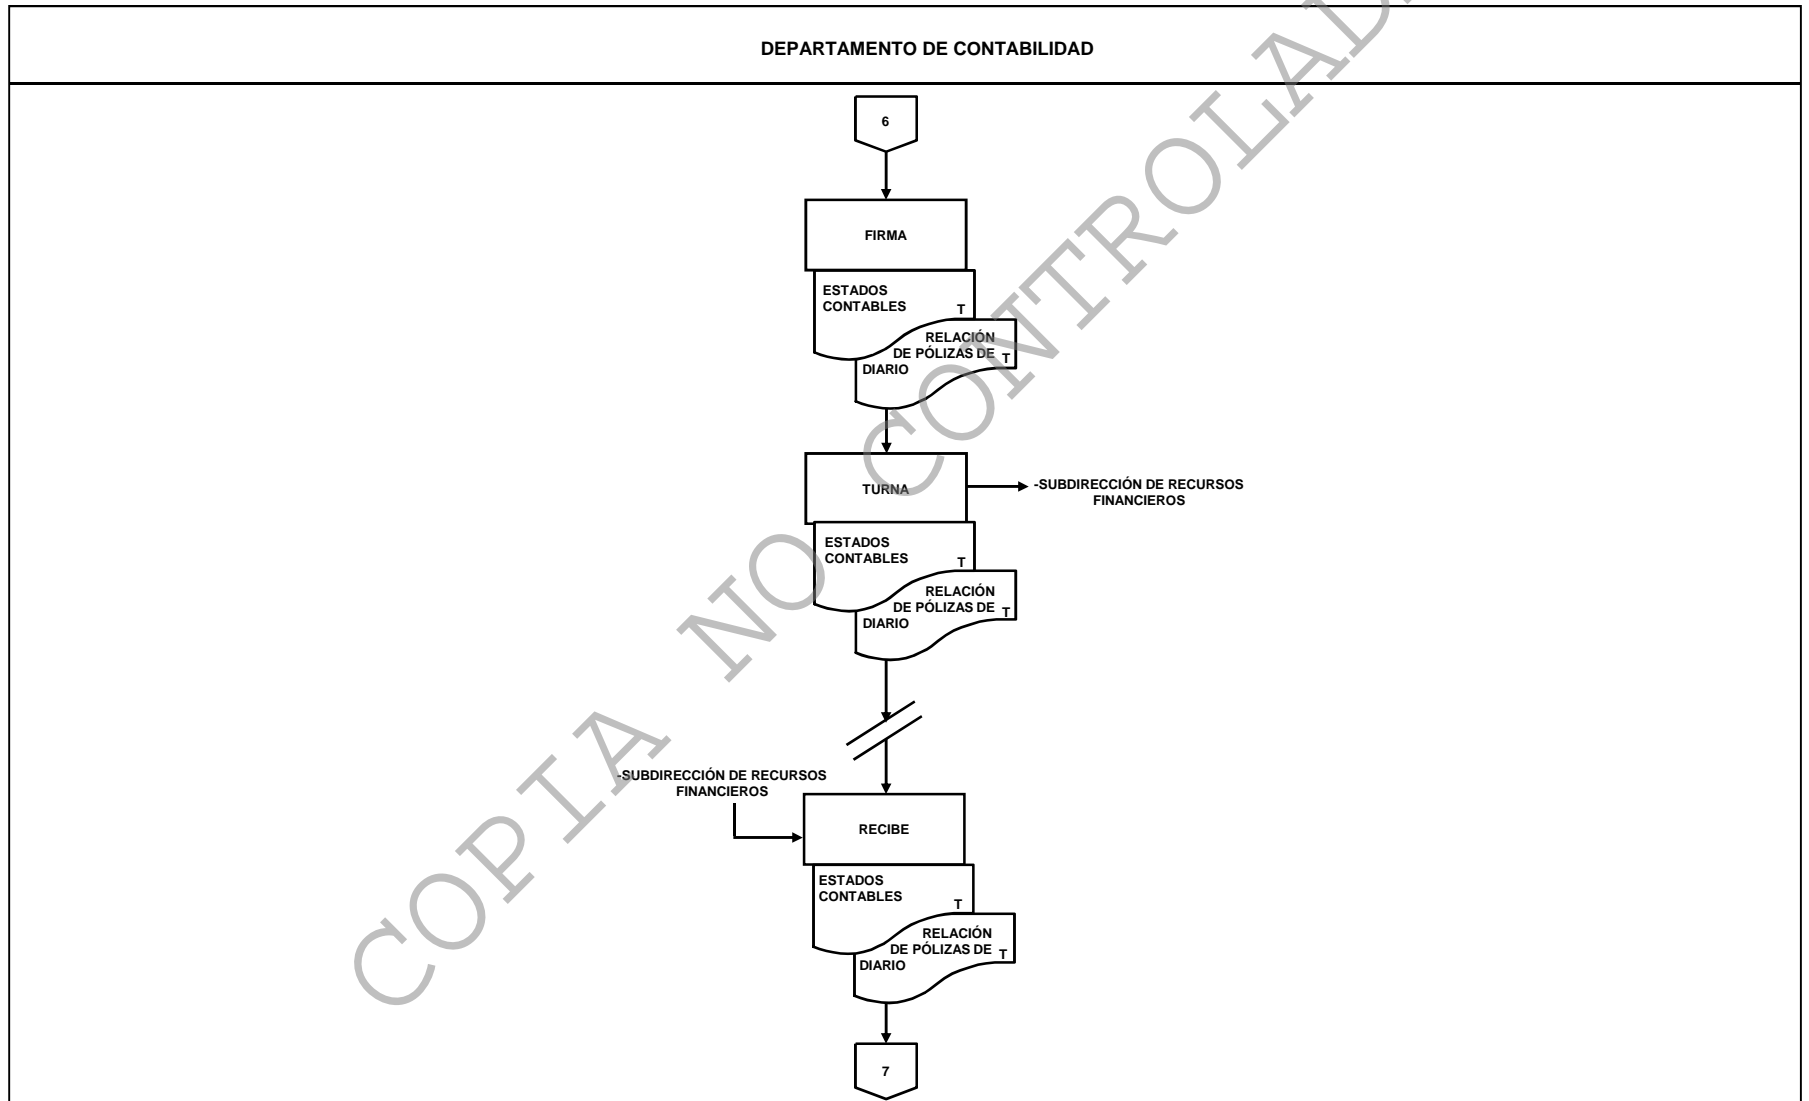 DEPARTAMENTO DE CONTABILIDAD
6
FIRMA
ESTADOS
CONTABLES
T
RELACIÓN
DE PÓLIZAS DE T
DIARIO
TURNA
-SUBDIRECCIÓN DE RECURSOS
FINANCIEROS
ESTADOS
CONTABLES
T
RELACIÓN
DE PÓLIZAS DE T
DIARIO
-SUBDIRECCIÓN DE RECURSOS
FINANCIEROS
RECIBE
ESTADOS
CONTABLES
T
RELACIÓN
DE PÓLIZAS DE T
DIARIO
7
COPIA NO CONTROLAD